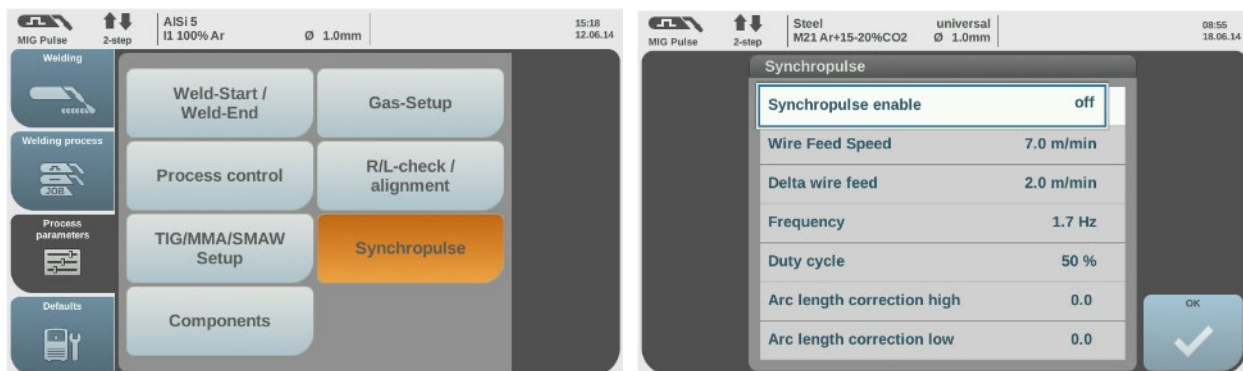 MIG Pulse
2-step
AlSi 5
I1 100% Ar Ø 1.0mm
15:18
12.06.14
Welding
Welding process
JOB
Process
parameters
Defaults
Weld-Start /
Weld-End
Gas-Setup
Process control
R/L-check /
alignment
TIG/MMA/SMAW
Setup
Synchropulse
Components
MIG Pulse
2-step
Steel universal
M21 Ar+15-20%CO2 Ø 1.0mm
08:55
18.06.14
Synchropulse
Synchropulse enable off
Wire Feed Speed 7.0 m/min
Delta wire feed 2.0 m/min
Frequency 1.7 Hz
Duty cycle 50 %
Arc length correction high 0.0
Arc length correction low 0.0
OK